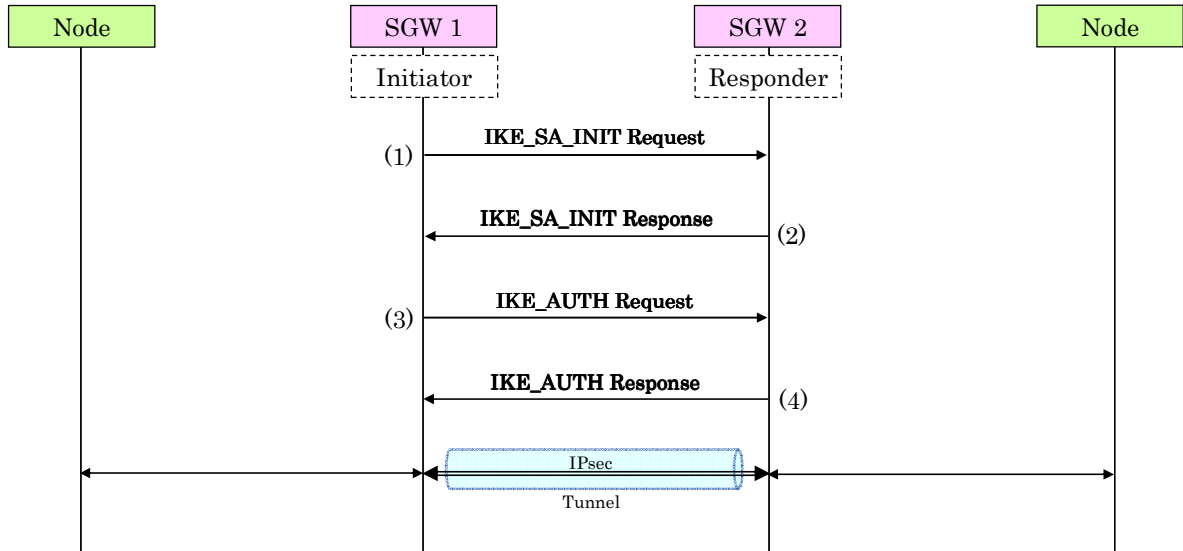 Node
SGW 1
SGW 2
Node
Initiator
Responder
IKE_SA_INIT Request
(1)
IKE_SA_INIT Response
(2)
IKE_AUTH Request
(3)
IKE_AUTH Response
(4)
IPsec
Tunnel